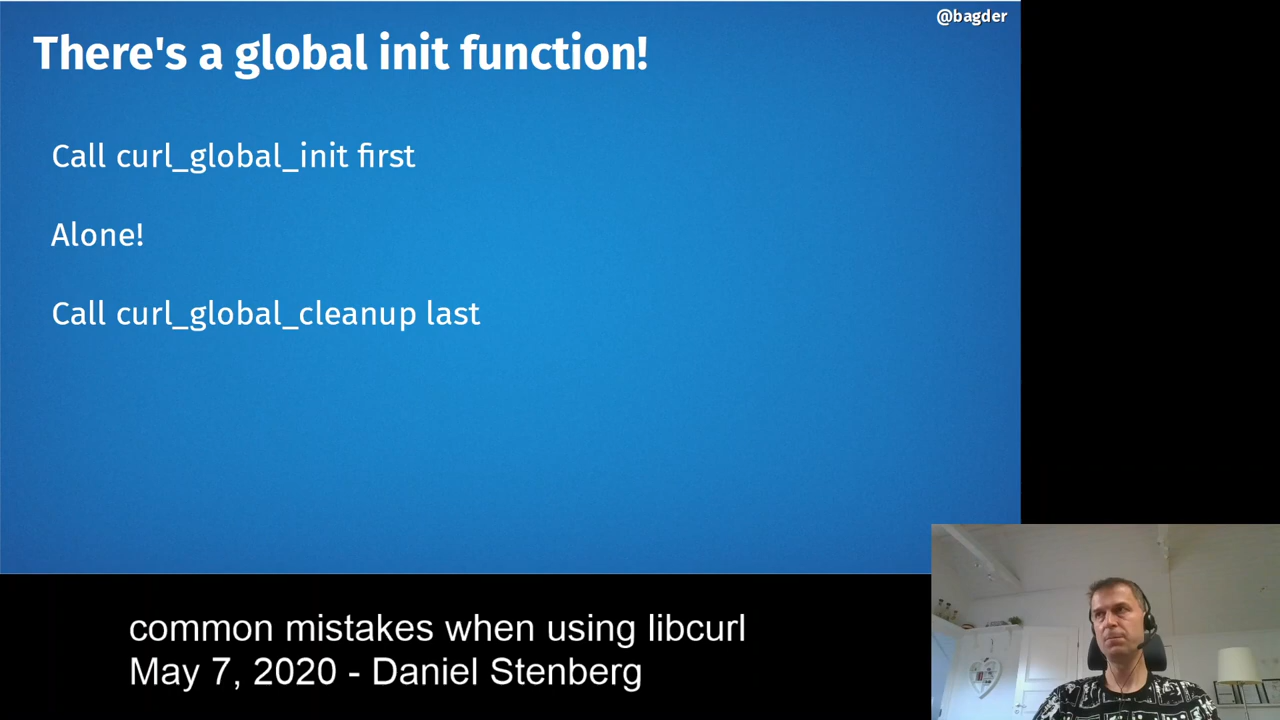 @bagder
There's a global init function!
Call curl_global_init first
Alone!
Call curl_global_cleanup last
common mistakes when using libcurl
May 7, 2020 - Daniel Stenberg